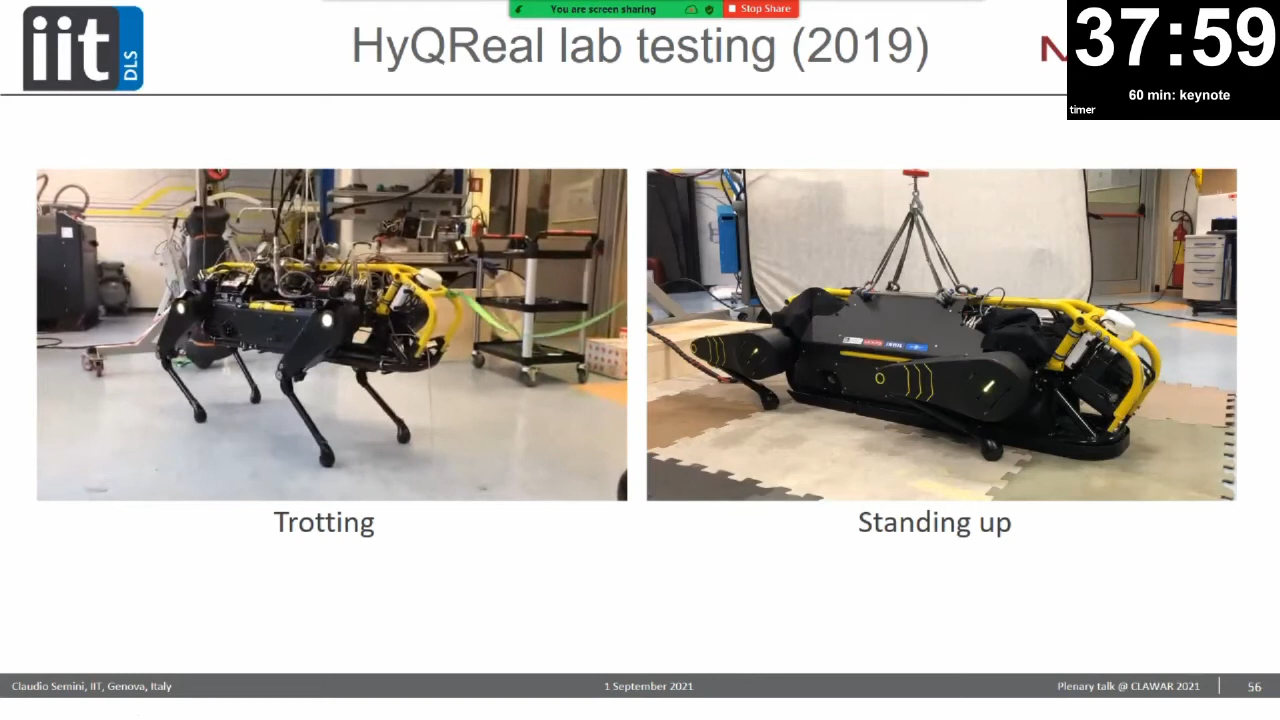 You are screen sharing
Stop Share
iit
DLS
HyQReal lab testing (2019)
37:59
60 min: keynote
timer
Trotting
Standing up
Claudio Semini, IIT, Genova, Italy
1 September 2021
Plenary talk @ CLAWAR 2021
56